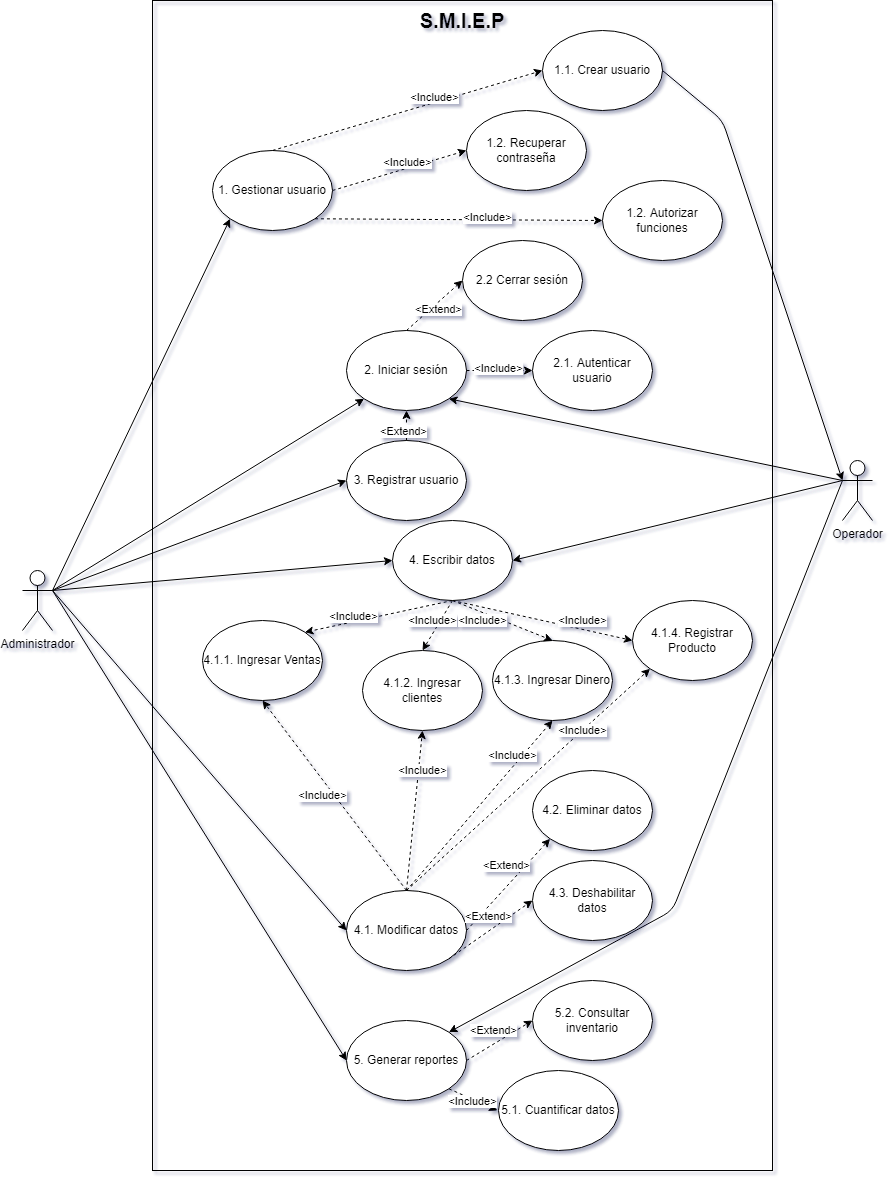 S.M.I.E.P
1.1. Crear usuario
<Include>
1.2. Recuperar
contraseña
<Include>
1. Gestionar usuario
1.2. Autorizar
funciones
<Include>
2.2 Cerrar sesión
<Extend>
2. Iniciar sesión
<Include>
2.1. Autenticar
usuario
<Extend>
3. Registrar usuario
Operador
4. Escribir datos
Administrador
<Include>
<Include>
<Include>
<Include>
4.1.1. Ingresar Ventas
4.1.2. Ingresar
clientes
4.1.3. Ingresar Dinero
4.1.4. Registrar
Producto
<Include>
<Include>
<Include>
<Include>
4.2. Eliminar datos
<Extend>
4.3. Deshabilitar
datos
<Extend>
4.1. Modificar datos
5.2. Consultar
inventario
<Extend>
5. Generar reportes
<Include>
5.1. Cuantificar datos